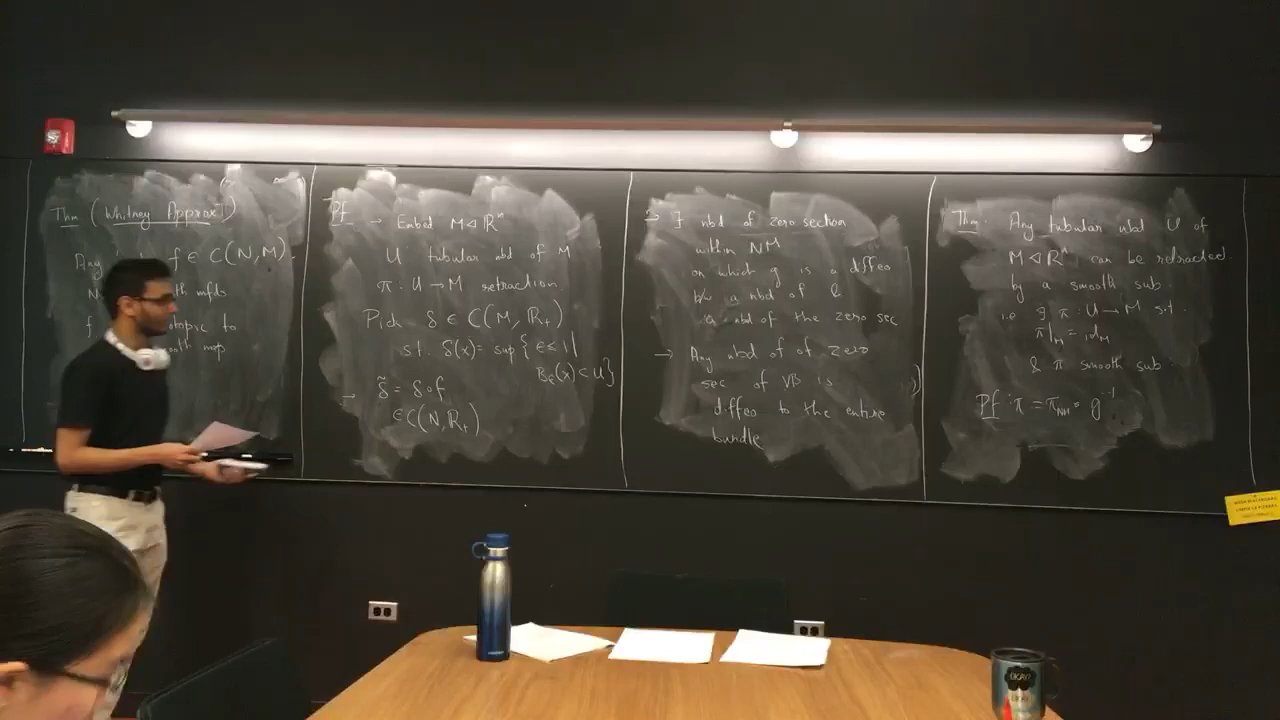 Thm (Whitney Approx^T)
Any f ∈ C(N,M).
N mfds
f otopic to
map
Pf → Embed M ◁ ℝⁿ
U tubular nbd of M
π: U → M retraction.
Pick δ ∈ C(M, ℝ₊)
s.t. δ(x) = sup { ε ≤ 1 |
B_ε(x) ⊂ U }
→ δ̃ = δ∘f
∈ C(N, ℝ₊)
→ ∃ nbd of zero section
within NM
on which g is a diffeo
b/w a nbd of &
a nbd of the zero sec
→ Any nbd of of zero
sec of VB is
diffeo to the entire
bundle
Thm. Any tubular nbd U of
M ◁ ℝⁿ can be retracted.
by a smooth sub.
i.e ∃ π: U → M s.t.
π|_M = id_M
& π smooth sub.
Pf: π = π_NM ∘ g⁻¹
OKAY?